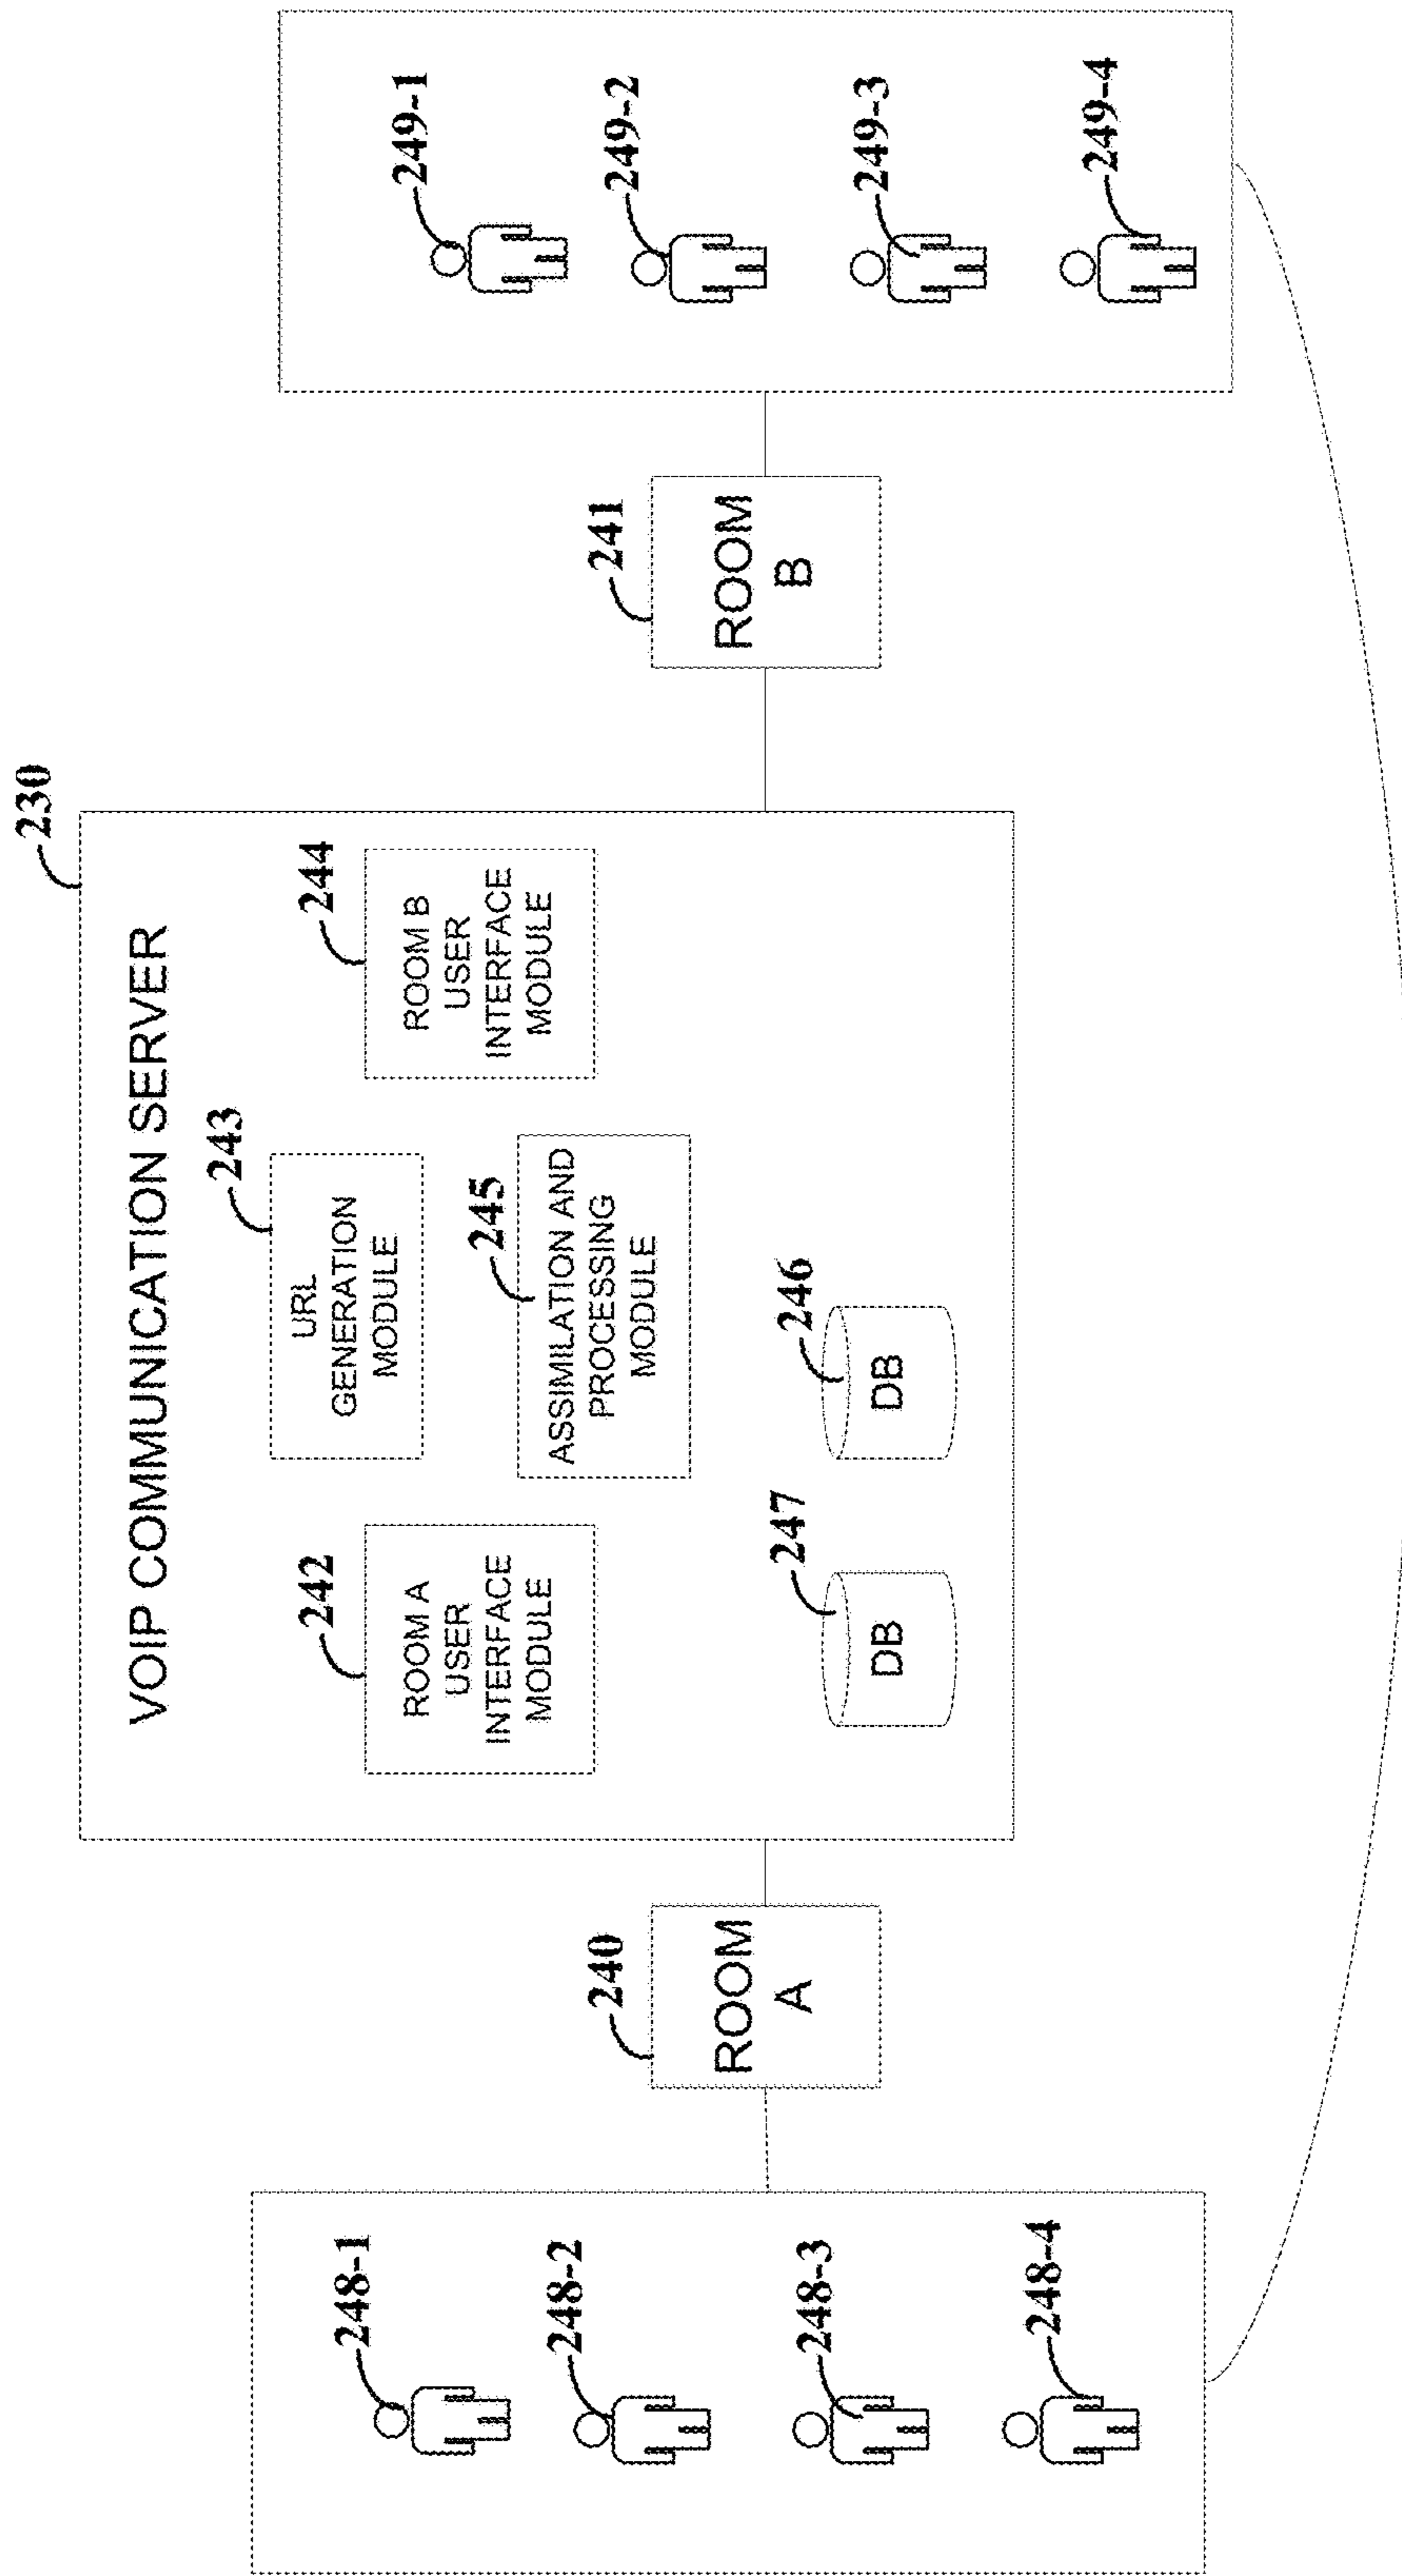 230
VOIP COMMUNICATION SERVER
243
242
URL
GENERATION
MODULE
244
ROOM A
USER
INTERFACE
MODULE
245
ROOM B
USER
INTERFACE
MODULE
ASSIMILATION AND
PROCESSING
MODULE
247
246
DB
DB
240
ROOM
A
241
ROOM
B
248-1
248-2
248-3
248-4
249-1
249-2
249-3
249-4